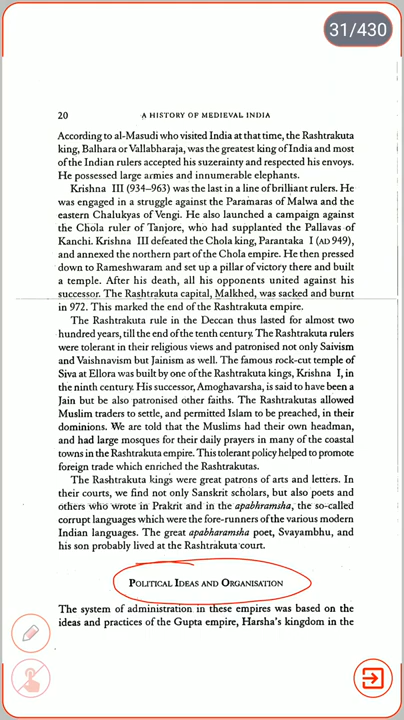 31/430
20 A HISTORY OF MEDIEVAL INDIA
According to al-Masudi who visited India at that time, the Rashtrakuta
king, Balhara or Vallabharaja, was the greatest king of India and most
of the Indian rulers accepted his suzerainty and respected his envoys.
He possessed large armies and innumerable elephants.
Krishna III (934–963) was the last in a line of brilliant rulers. He
was engaged in a struggle against the Paramaras of Malwa and the
eastern Chalukyas of Vengi. He also launched a campaign against
the Chola ruler of Tanjore, who had supplanted the Pallavas of
Kanchi. Krishna III defeated the Chola king, Parantaka I (AD 949),
and annexed the northern part of the Chola empire. He then pressed
down to Rameshwaram and set up a pillar of victory there and built
a temple. After his death, all his opponents united against his
successor. The Rashtrakuta capital, Malkhed, was sacked and burnt
in 972. This marked the end of the Rashtrakuta empire.
The Rashtrakuta rule in the Deccan thus lasted for almost two
hundred years, till the end of the tenth century. The Rashtrakuta rulers
were tolerant in their religious views and patronised not only Saivism
and Vaishnavism but Jainism as well. The famous rock-cut temple of
Siva at Ellora was built by one of the Rashtrakuta kings, Krishna I, in
the ninth century. His successor, Amoghavarsha, is said to have been a
Jain but be also patronised other faiths. The Rashtrakutas allowed
Muslim traders to settle, and permitted Islam to be preached, in their
dominions. We are told that the Muslims had their own headman,
and had large mosques for their daily prayers in many of the coastal
towns in the Rashtrakuta empire. This tolerant policy helped to promote
foreign trade which enriched the Rashtrakutas.
The Rashtrakuta kings were great patrons of arts and letters. In
their courts, we find not only Sanskrit scholars, but also poets and
others who wrote in Prakrit and in the apabhramsha, the so-called
corrupt languages which were the fore-runners of the various modern
Indian languages. The great apabharamsha poet, Svayambhu, and
his son probably lived at the Rashtrakuta court.
POLITICAL IDEAS AND ORGANISATION
The system of administration in these empires was based on the
ideas and practices of the Gupta empire, Harsha's kingdom in the